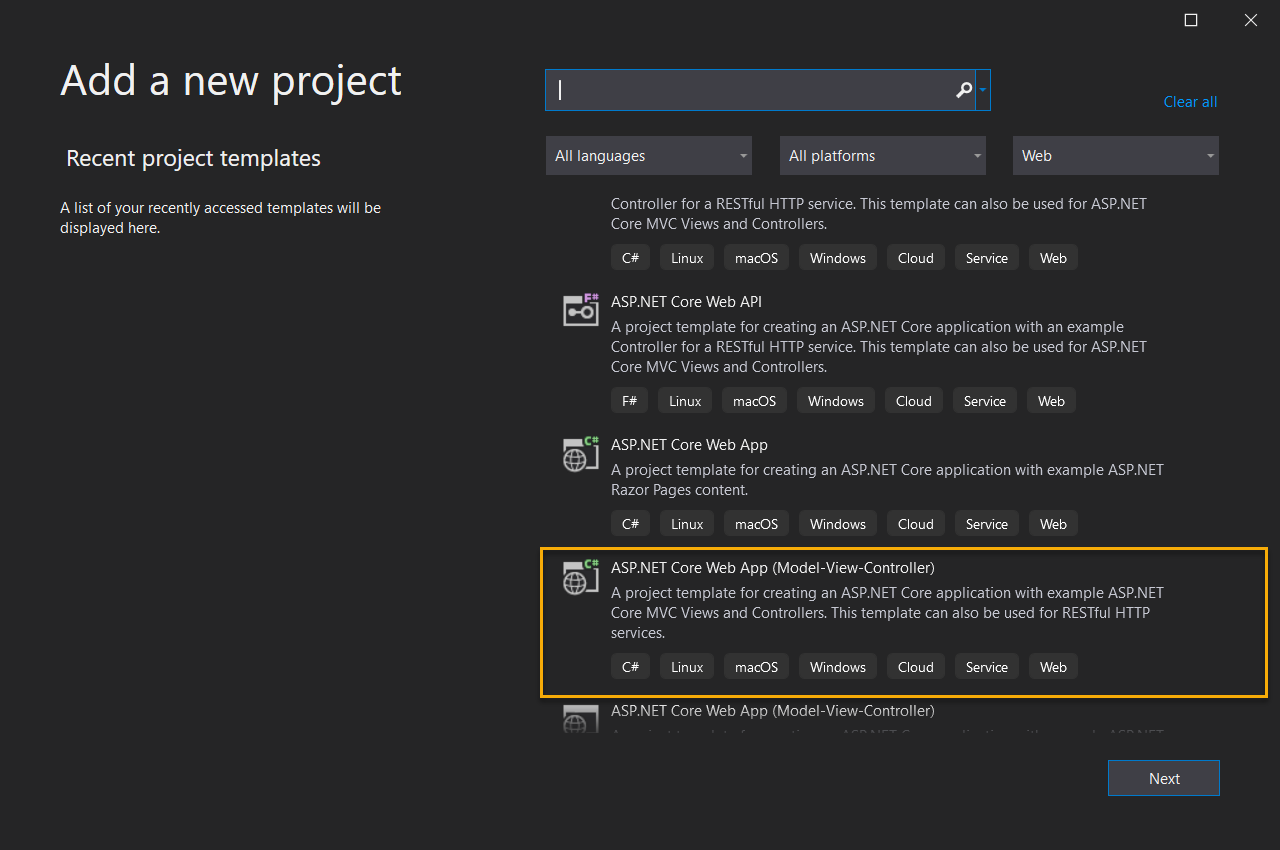 Add a new project
Clear all
Recent project templates
A list of your recently accessed templates will be
displayed here.
All languages
All platforms
Web
Controller for a RESTful HTTP service. This template can also be used for ASP.NET
Core MVC Views and Controllers.
C# Linux macOS Windows Cloud Service Web
F#
ASP.NET Core Web API
A project template for creating an ASP.NET Core application with an example
Controller for a RESTful HTTP service. This template can also be used for ASP.NET
Core MVC Views and Controllers.
F# Linux macOS Windows Cloud Service Web
C#
ASP.NET Core Web App
A project template for creating an ASP.NET Core application with example ASP.NET
Razor Pages content.
C# Linux macOS Windows Cloud Service Web
C#
ASP.NET Core Web App (Model-View-Controller)
A project template for creating an ASP.NET Core application with example ASP.NET
Core MVC Views and Controllers. This template can also be used for RESTful HTTP
services.
C# Linux macOS Windows Cloud Service Web
ASP.NET Core Web App (Model-View-Controller)
Next